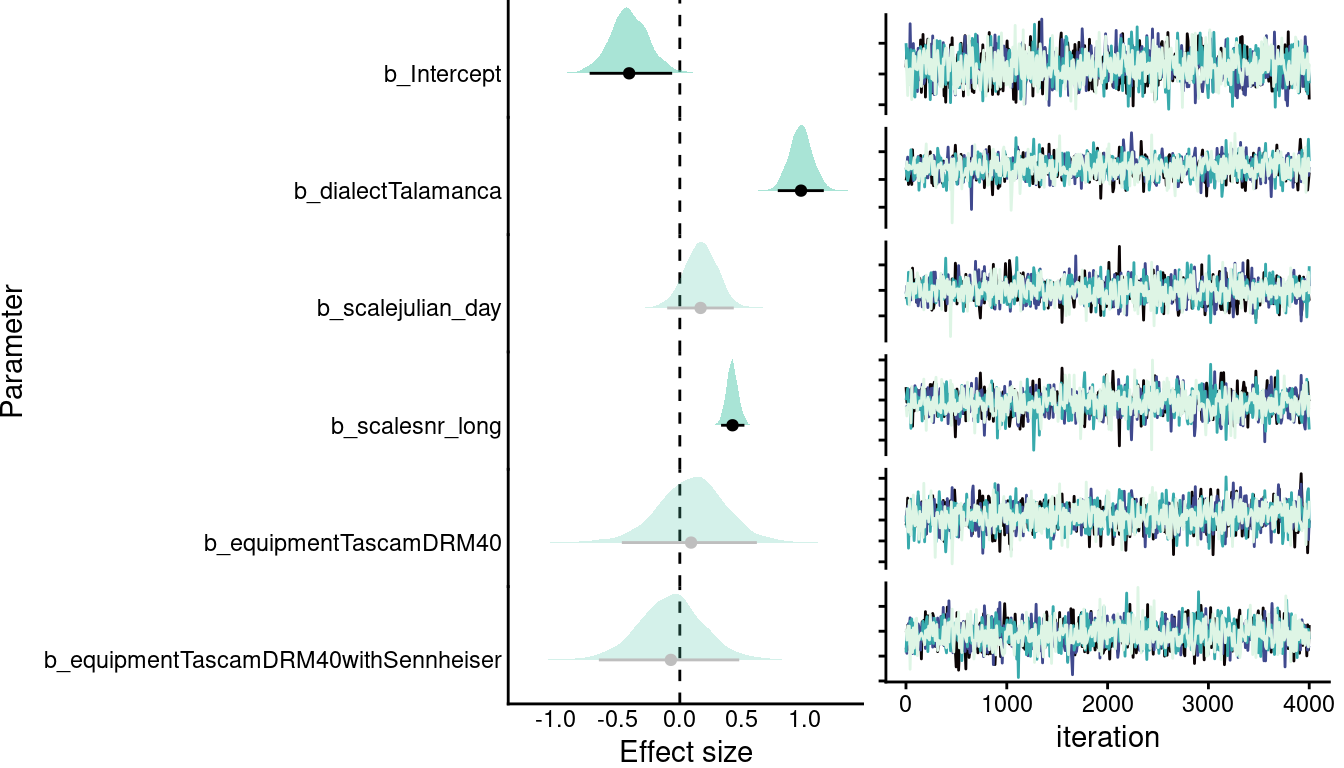 Parameter
b_Intercept
b_dialectTalamanca
b_scalejulian_day
b_scalesnr_long
b_equipmentTascamDRM40
b_equipmentTascamDRM40withSennheiser
-1.0 -0.5 0.0 0.5 1.0
Effect size
0 1000 2000 3000 4000
iteration